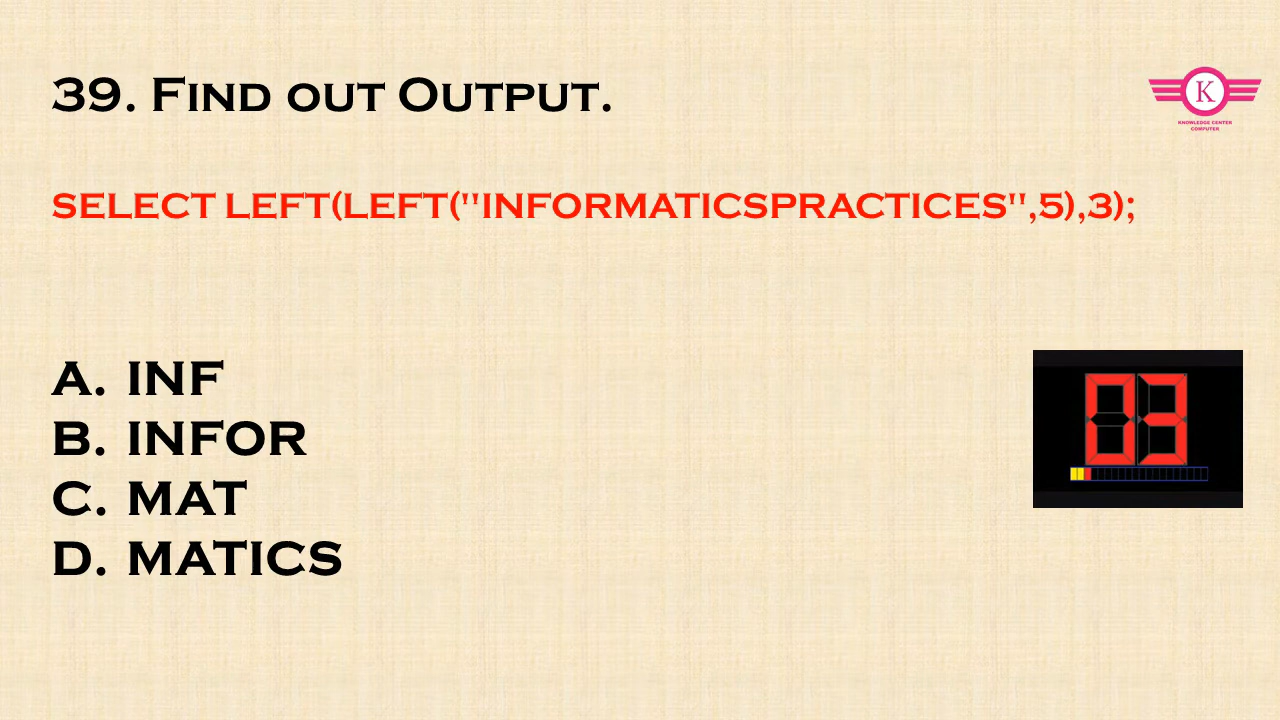 39. Find out Output.
K
KNOWLEDGE CENTER
COMPUTER
SELECT LEFT(LEFT("INFORMATICSPRACTICES",5),3);
A. INF
B. INFOR
C. MAT
D. MATICS
03